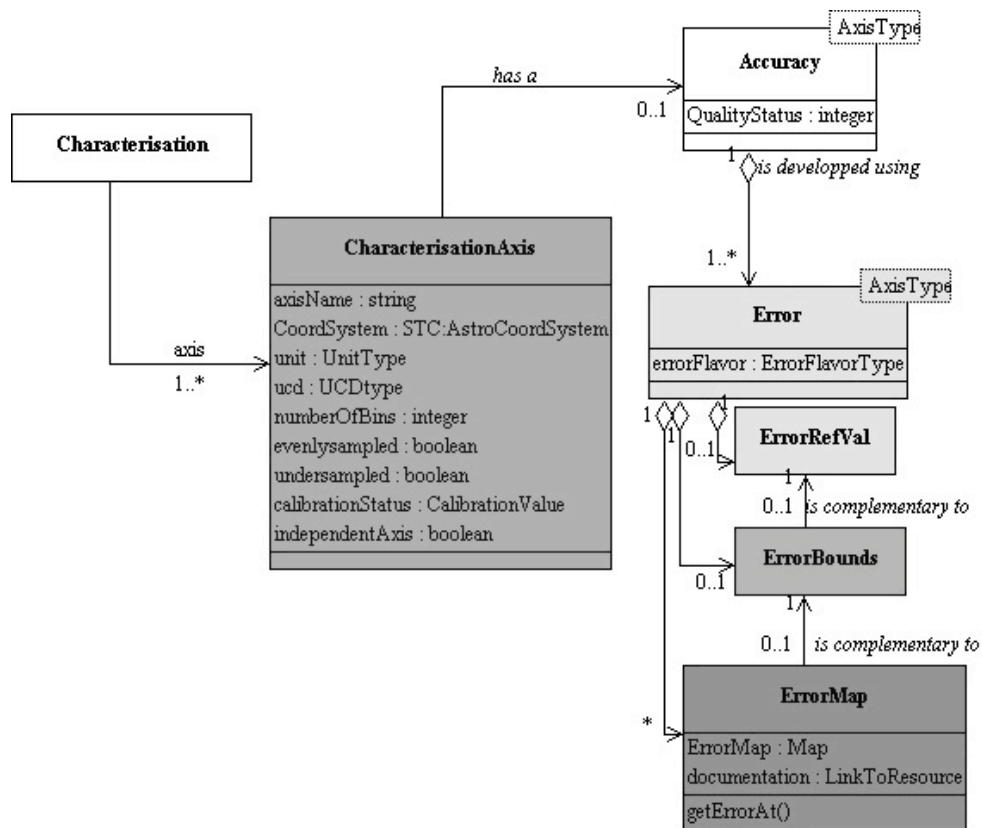 AxisType
Accuracy
has a
0..1
QualityStatus : integer
Characterisation
1
is developped using
CharacterisationAxis
1..*
AxisType
axisName : string
CoordSystem : STC:AstroCoordSystem
unit : UnitType
ucd : UCDtype
numberOfBins : integer
evenlysampled : boolean
undersampled : boolean
calibrationStatus : CalibrationValue
independentAxis : boolean
axis
1..*
Error
errorFlavor : ErrorFlavorType
1
1
1
0..1
ErrorRefVal
1
0..1
is complementary to
ErrorBounds
0..1
1
0..1
is complementary to
ErrorMap
*
ErrorMap : Map
documentation : LinkToResource
getErrorAt()